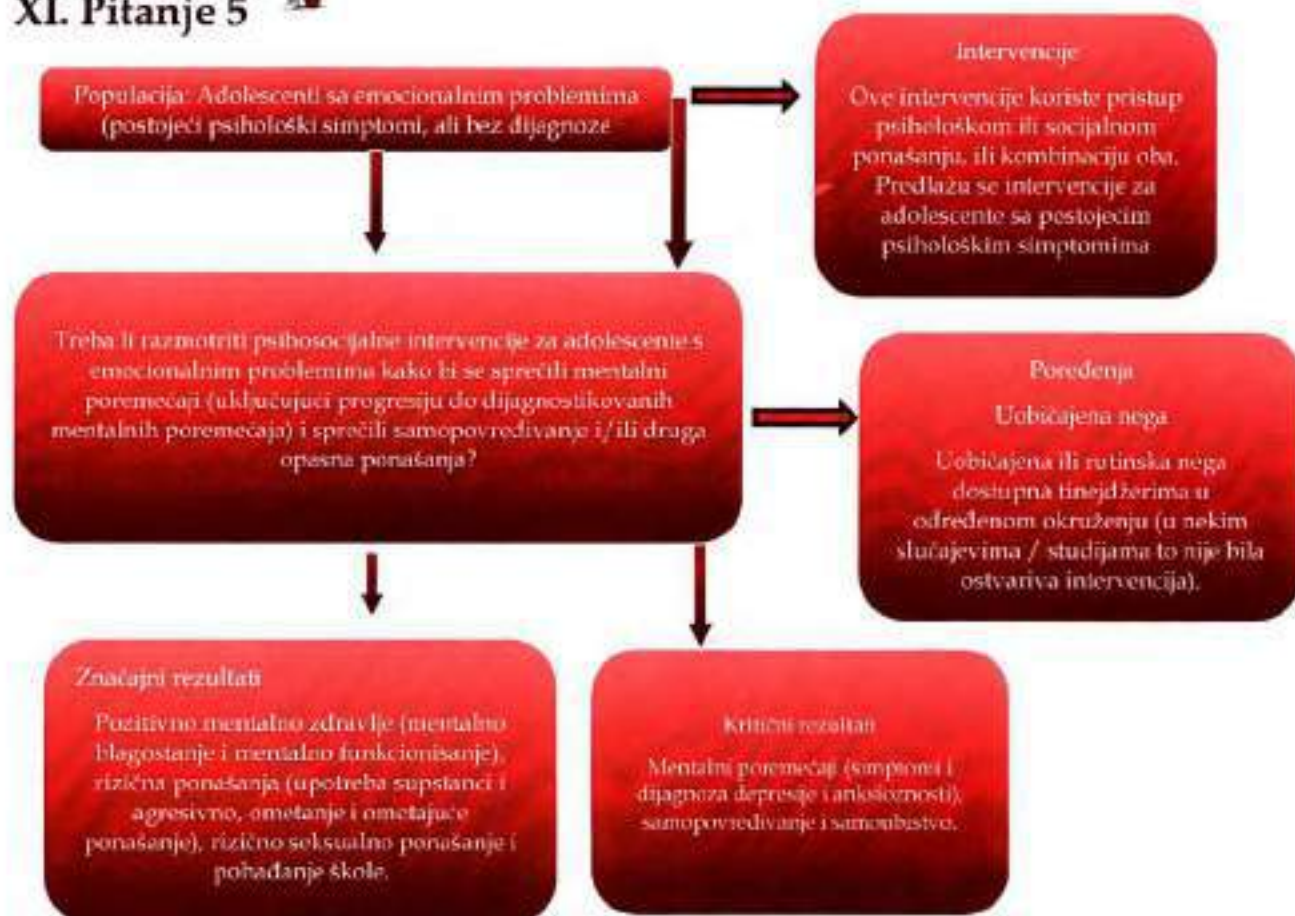 XI. Pitanje 5
Populacija: Adolescenti sa emocionalnim problemima
(postojeći psihološki simptomi, ali bez dijagnoze
Intervencije
Ove intervencije koriste pristup
psihološkom ili socijalnom
ponašanju, ili kombinaciju oba.
Predlažu se intervencije za
adolescente sa postojećim
psihološkim simptomima
Treba li razmotriti psihosocijalne intervencije za adolescente s
emocionalnim problemima kako bi se sprečili mentalni
poremećaji (uključujući progresiju do dijagnostikovanih
mentalnih poremećaja) i sprečili samopovređivanje i/ili druga
opasna ponašanja?
Poređenja
Uobičajena nega
Uobičajena ili rutinska nega
dostupna tinejdžerima u
određenom okruženju (u nekim
slučajevima / studijama to nije bila
ostvariva intervencija).
Značajni rezultati
Pozitivno mentalno zdravlje (mentalno
blagostanje i mentalno funkcionisanje),
rizična ponašanja (upotreba supstanci i
agresivno, ometanje i ometajuće
ponašanje), rizično seksualno ponašanje i
pohađanje škole.
Kritični rezultati
Mentalni poremećaji (simptomi i
dijagnoza depresije i anksioznosti),
samopovređivanje i samoubistvo.